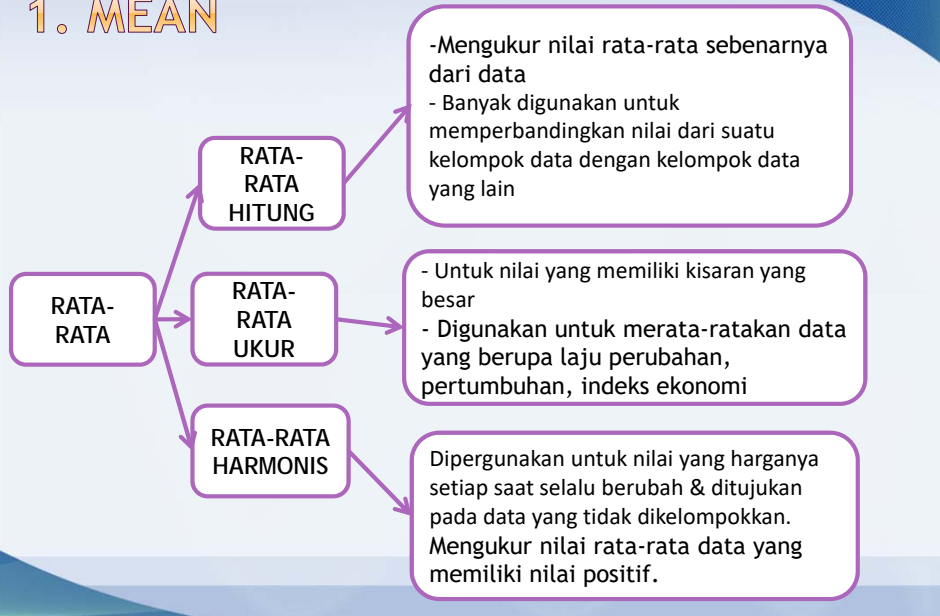 1. MEAN
RATA-
RATA
RATA-
RATA
HITUNG
-Mengukur nilai rata-rata sebenarnya
dari data
- Banyak digunakan untuk
memperbandingkan nilai dari suatu
kelompok data dengan kelompok data
yang lain
RATA-
RATA
UKUR
- Untuk nilai yang memiliki kisaran yang
besar
- Digunakan untuk merata-ratakan data
yang berupa laju perubahan,
pertumbuhan, indeks ekonomi
RATA-RATA
HARMONIS
Dipergunakan untuk nilai yang harganya
setiap saat selalu berubah & ditujukan
pada data yang tidak dikelompokkan.
Mengukur nilai rata-rata data yang
memiliki nilai positif.